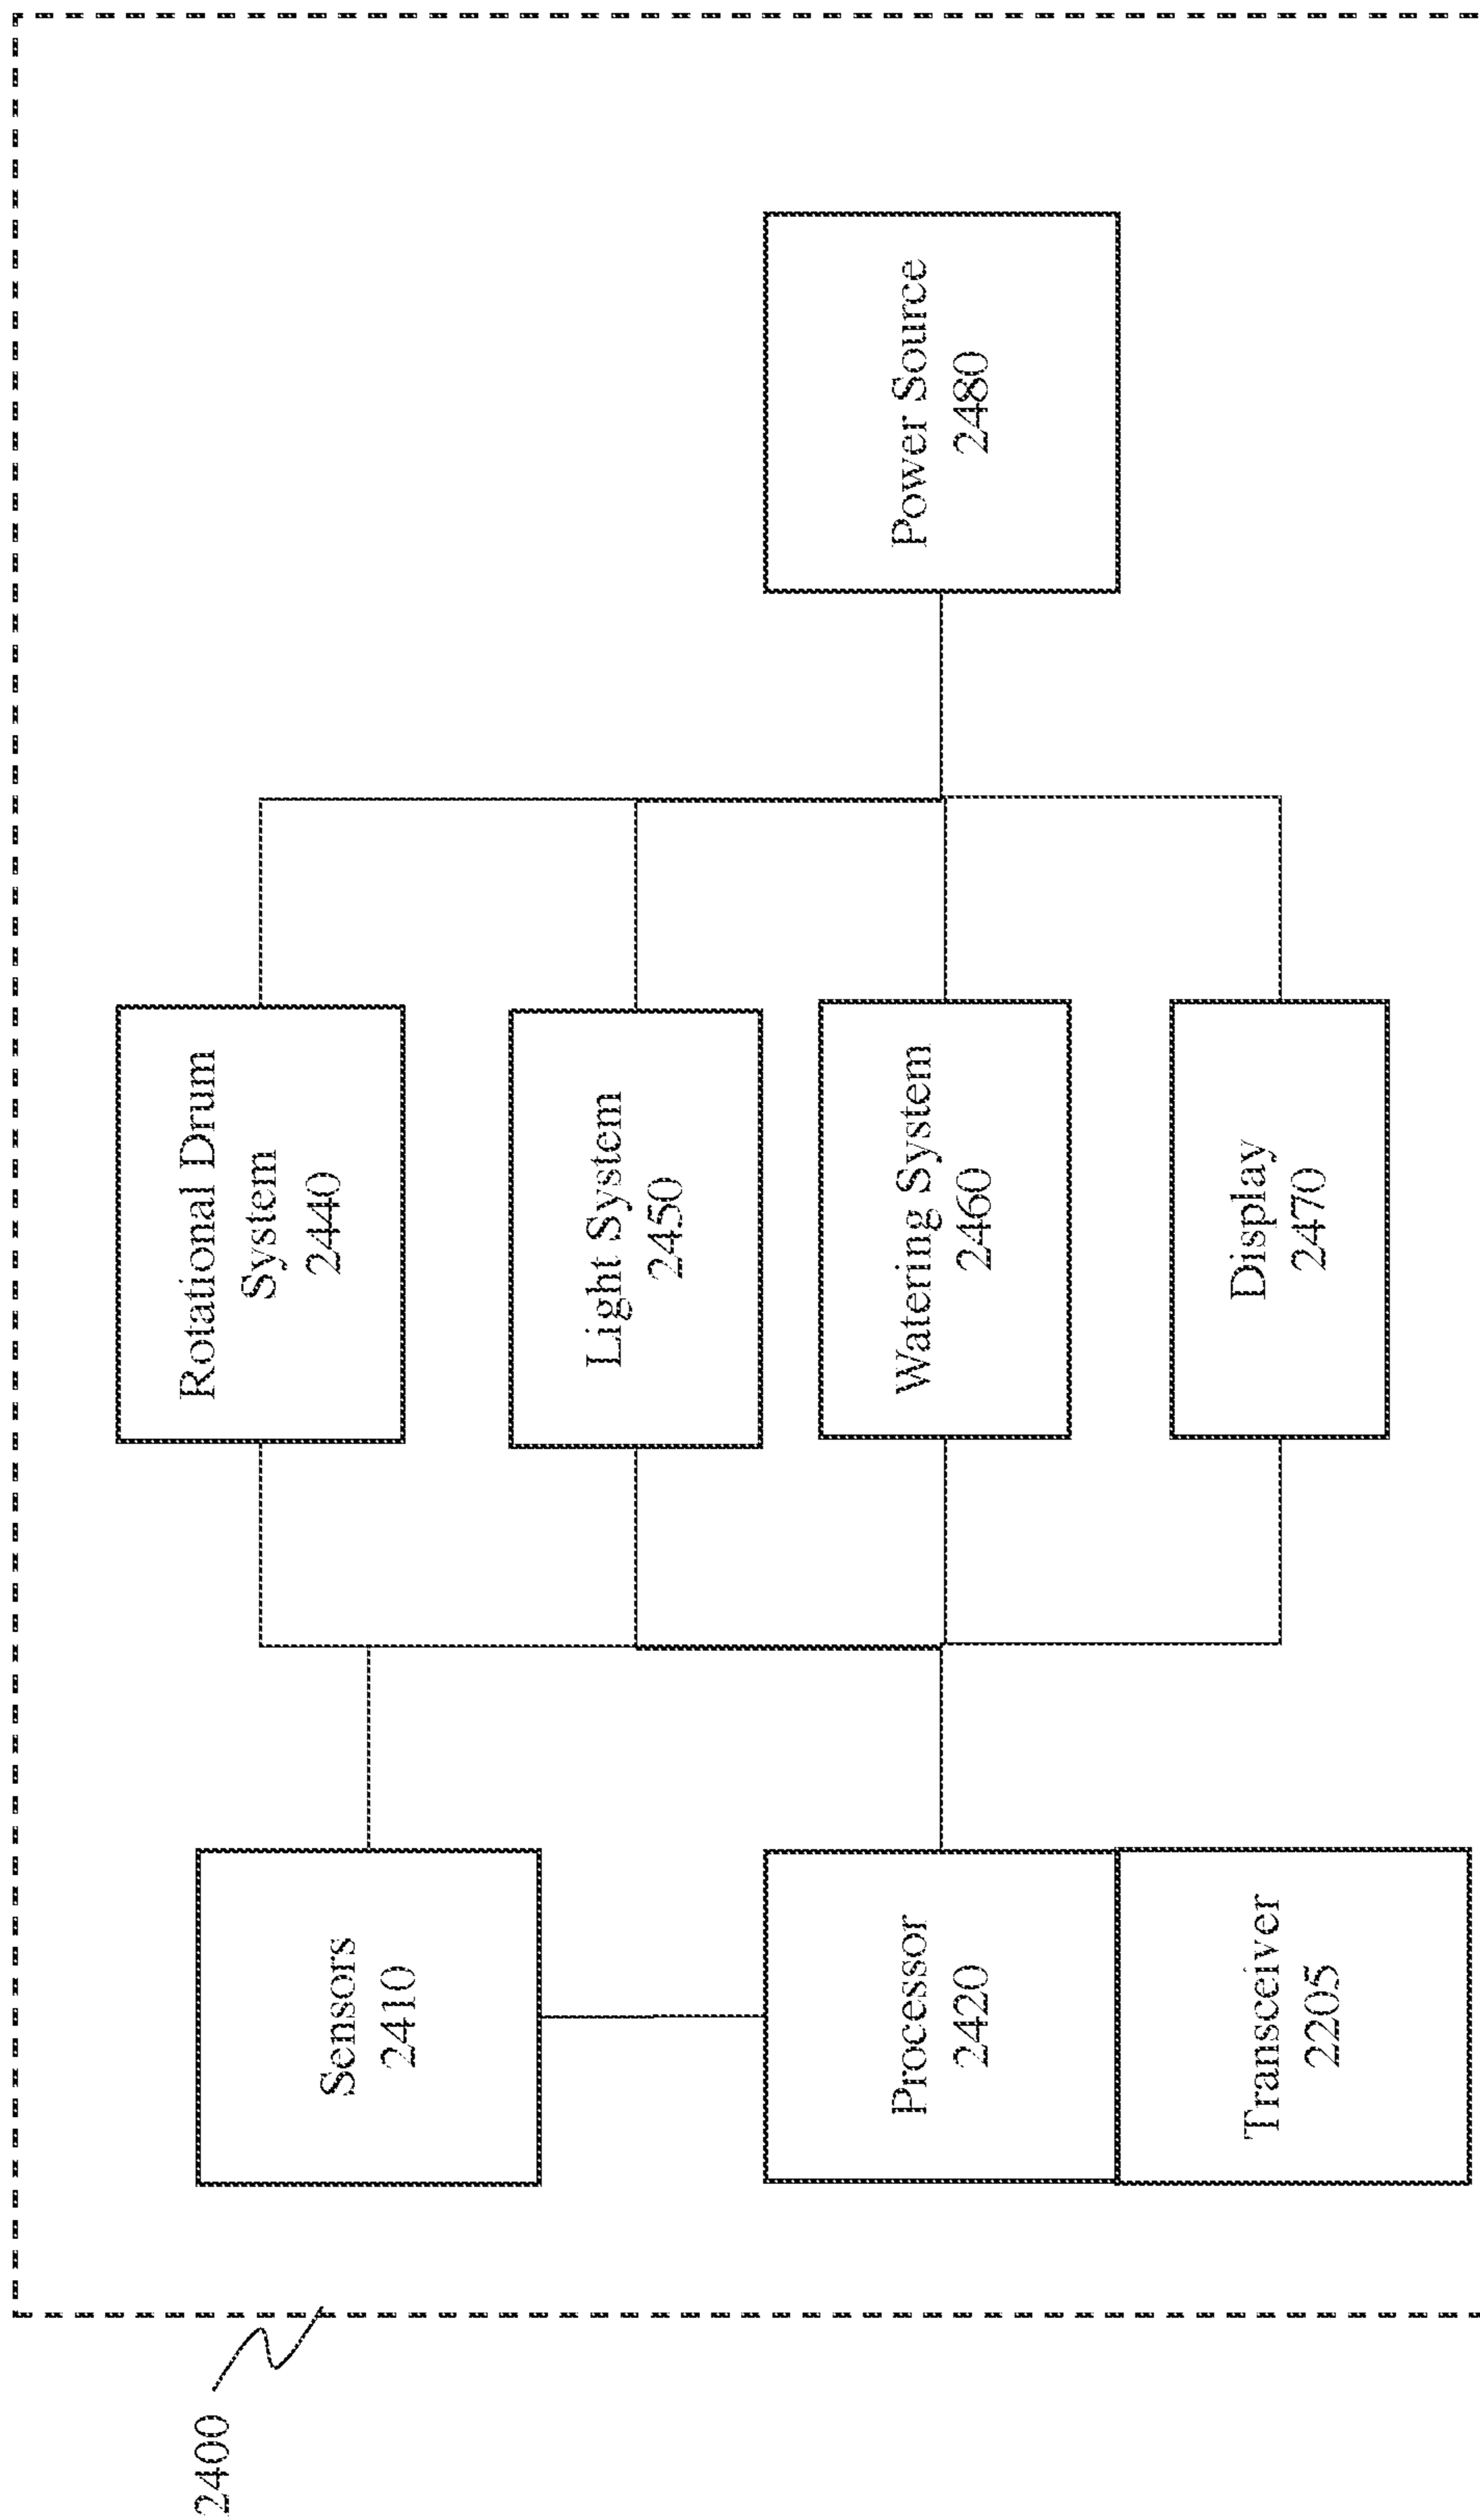 2400
Sensors
2410
Processor
2420
Transceiver
2205
Rotational Drum
System
2440
Light System
2450
Watering System
2460
Display
2470
Power Source
2480